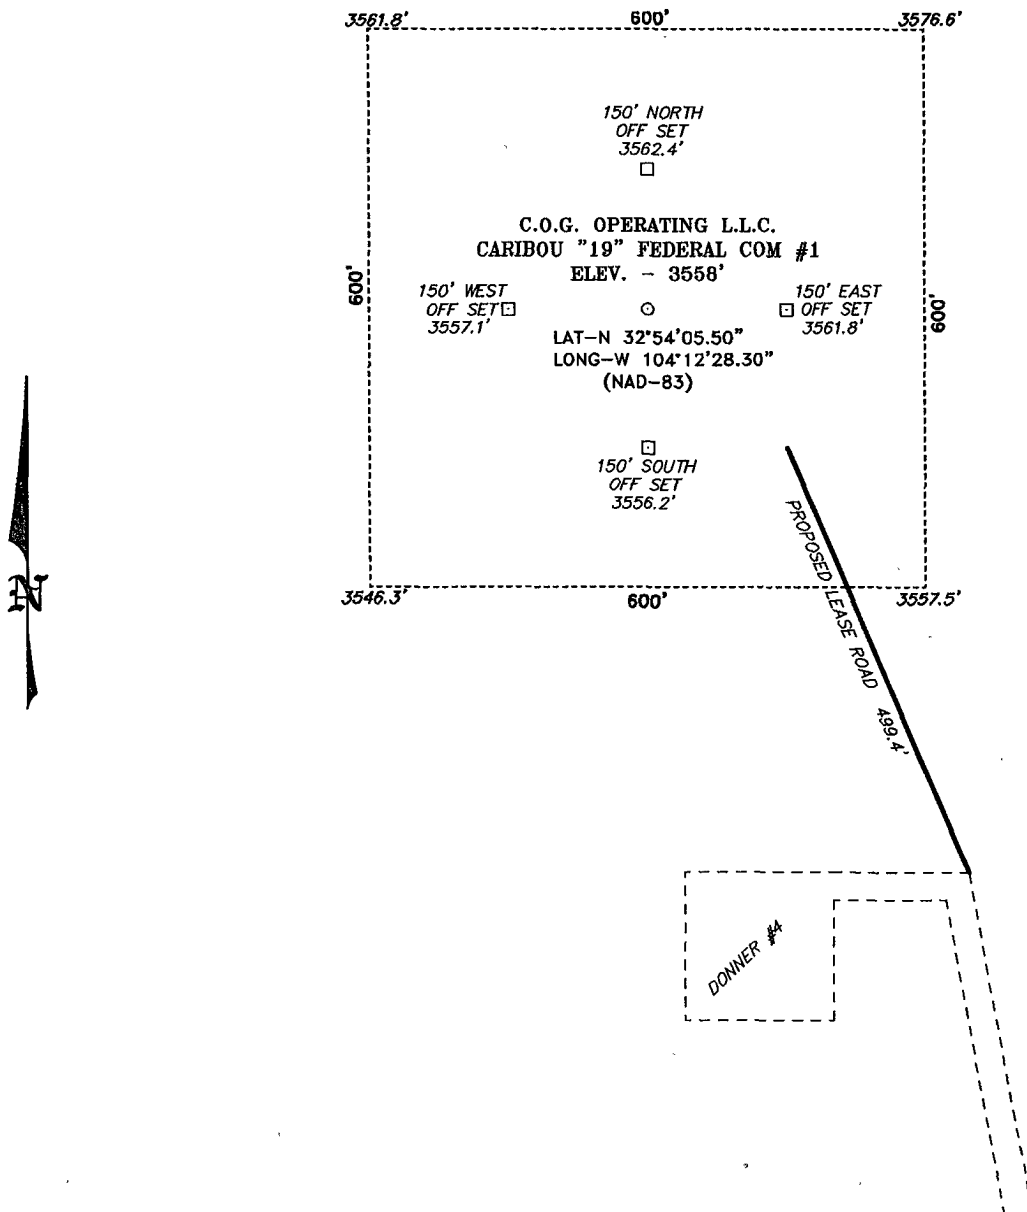 3561.8'
600'
3576.6'
150' NORTH
OFF SET
3562.4'
C.O.G. OPERATING L.L.C.
CARIBOU "19" FEDERAL COM #1
ELEV. - 3558'
600'
150' WEST
OFF SET
3557.1'
150' EAST
OFF SET
3561.8'
600'
LAT-N 32°54'05.50"
LONG-W 104°12'28.30"
(NAD-83)
150' SOUTH
OFF SET
3556.2'
N
3546.3'
600'
3557.5'
PROPOSED LEASE ROAD 499.4'
DONNER #4